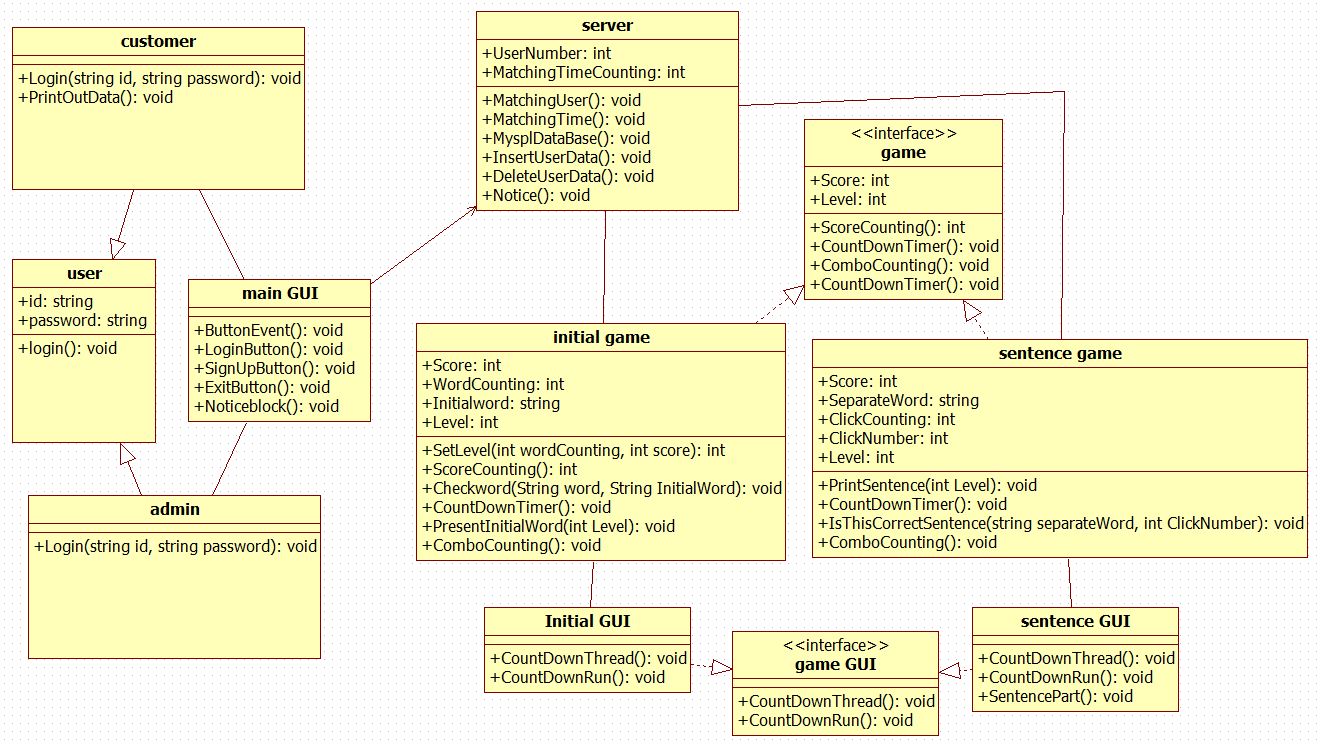 customer
+Login(string id, string password): void
+PrintOutData(): void
server
+UserNumber: int
+MatchingTimeCounting: int
+MatchingUser(): void
+MatchingTime(): void
+MysplDataBase(): void
+InsertUserData(): void
+DeleteUserData(): void
+Notice(): void
<<interface>>
game
+Score: int
+Level: int
+ScoreCounting(): int
+CountDownTimer(): void
+ComboCounting(): void
+CountDownTimer(): void
user
+id: string
+password: string
+login(): void
main GUI
+ButtonEvent(): void
+LoginButton(): void
+SignUpButton(): void
+ExitButton(): void
+Noticeblock(): void
initial game
+Score: int
+WordCounting: int
+Initialword: string
+Level: int
+SetLevel(int wordCounting, int score): int
+ScoreCounting(): int
+Checkword(String word, String InitialWord): void
+CountDownTimer(): void
+PresentInitialWord(int Level): void
+ComboCounting(): void
sentence game
+Score: int
+SeparateWord: string
+ClickCounting: int
+ClickNumber: int
+Level: int
+PrintSentence(int Level): void
+CountDownTimer(): void
+IsThisCorrectSentence(string separateWord, int ClickNumber): void
+ComboCounting(): void
admin
+Login(string id, string password): void
Initial GUI
+CountDownThread(): void
+CountDownRun(): void
<<interface>>
game GUI
+CountDownThread(): void
+CountDownRun(): void
sentence GUI
+CountDownThread(): void
+CountDownRun(): void
+SentencePart(): void